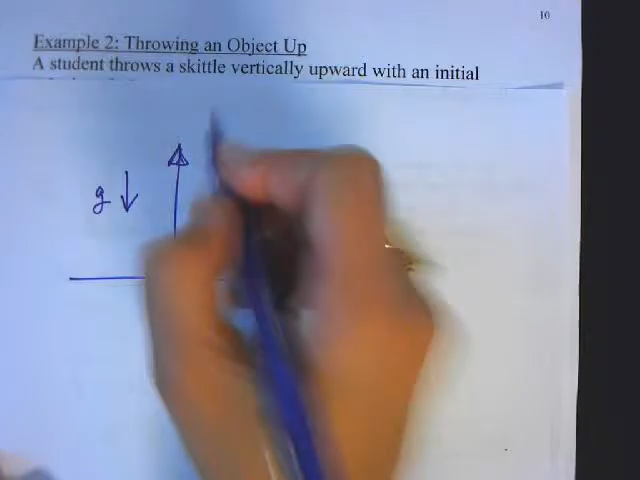 10
Example 2: Throwing an Object Up
A student throws a skittle vertically upward with an initial
g